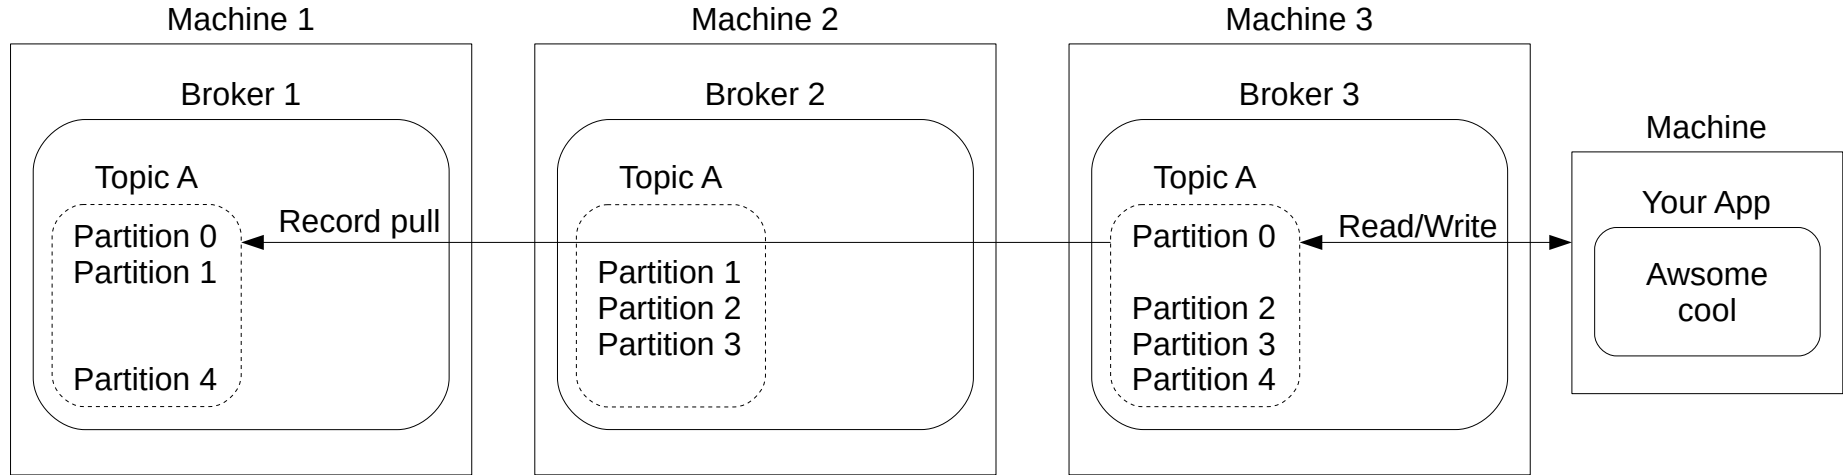 Machine 1
Broker 1
Topic A
Partition 0
Partition 1
Partition 4
Record pull
Machine 2
Broker 2
Topic A
Partition 1
Partition 2
Partition 3
Machine 3
Broker 3
Topic A
Partition 0
Partition 2
Partition 3
Partition 4
Read/Write
Machine
Your App
Awsome
cool